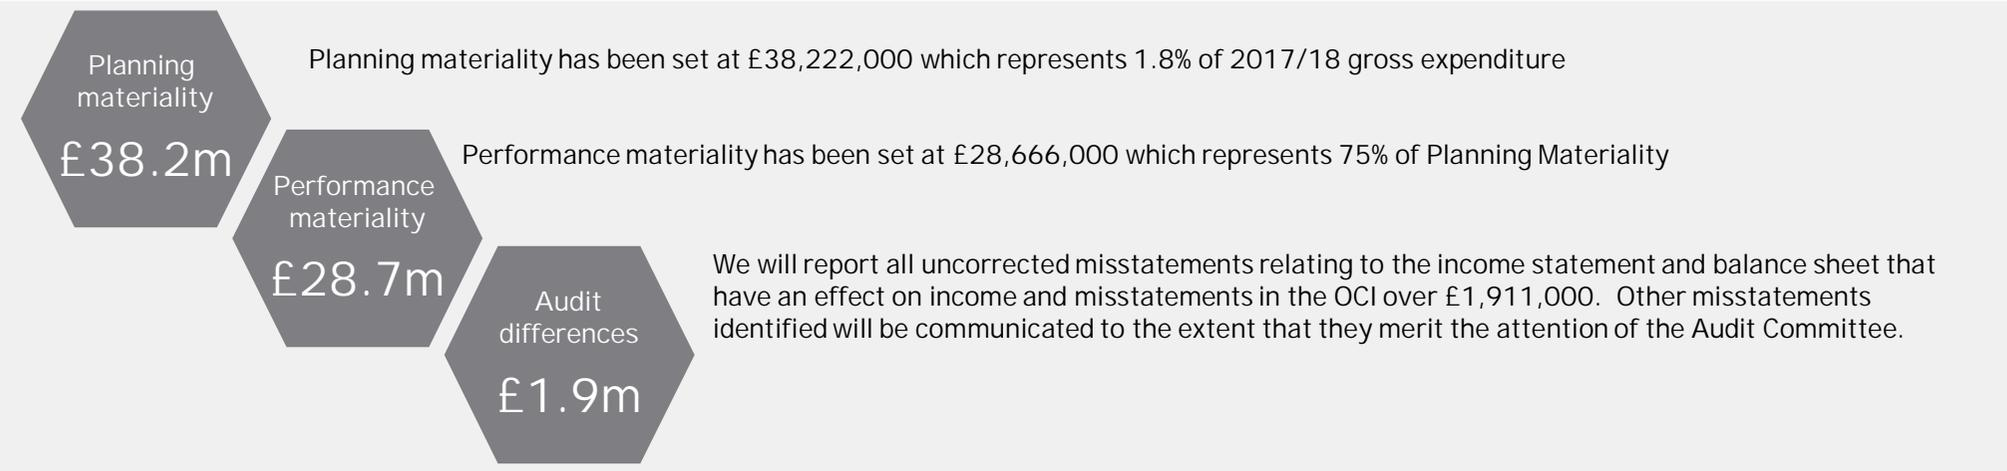 Planning
materiality
£38.2m
Planning materiality has been set at £38,222,000 which represents 1.8% of 2017/18 gross expenditure
Performance
materiality
£28.7m
Performance materiality has been set at £28,666,000 which represents 75% of Planning Materiality
Audit
differences
£1.9m
We will report all uncorrected misstatements relating to the income statement and balance sheet that
have an effect on income and misstatements in the OCI over £1,911,000.  Other misstatements
identified will be communicated to the extent that they merit the attention of the Audit Committee.